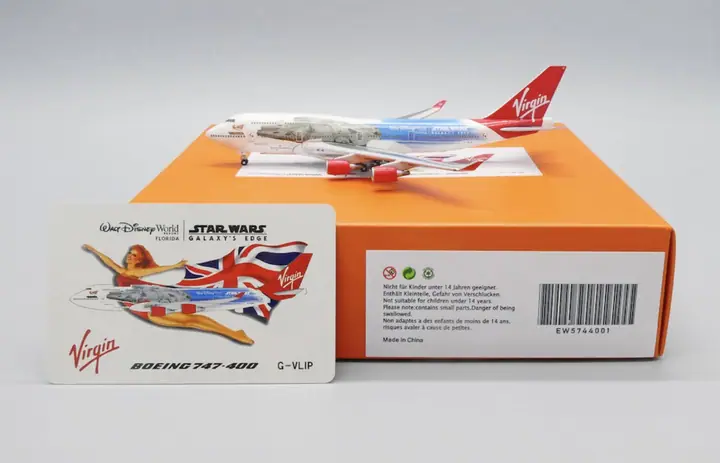 Virgin
Walt Disney World
RESORT
FLORIDA
STAR WARS
GALAXY'S EDGE
Virgin
Virgin
BOEING 747-400
G-VLIP
Nicht für Kinder unter 14 Jahren geeignet.
Enthält Kleinteile, Gefahr von Verschlucken.
Not suitable for children under 14 years.
Please note:contains small parts,Danger of being
swallowed.
Non adaptes a des enfants de moins de 14 ans,
risques avaler à cause de petites.
Made in China
EW5744001